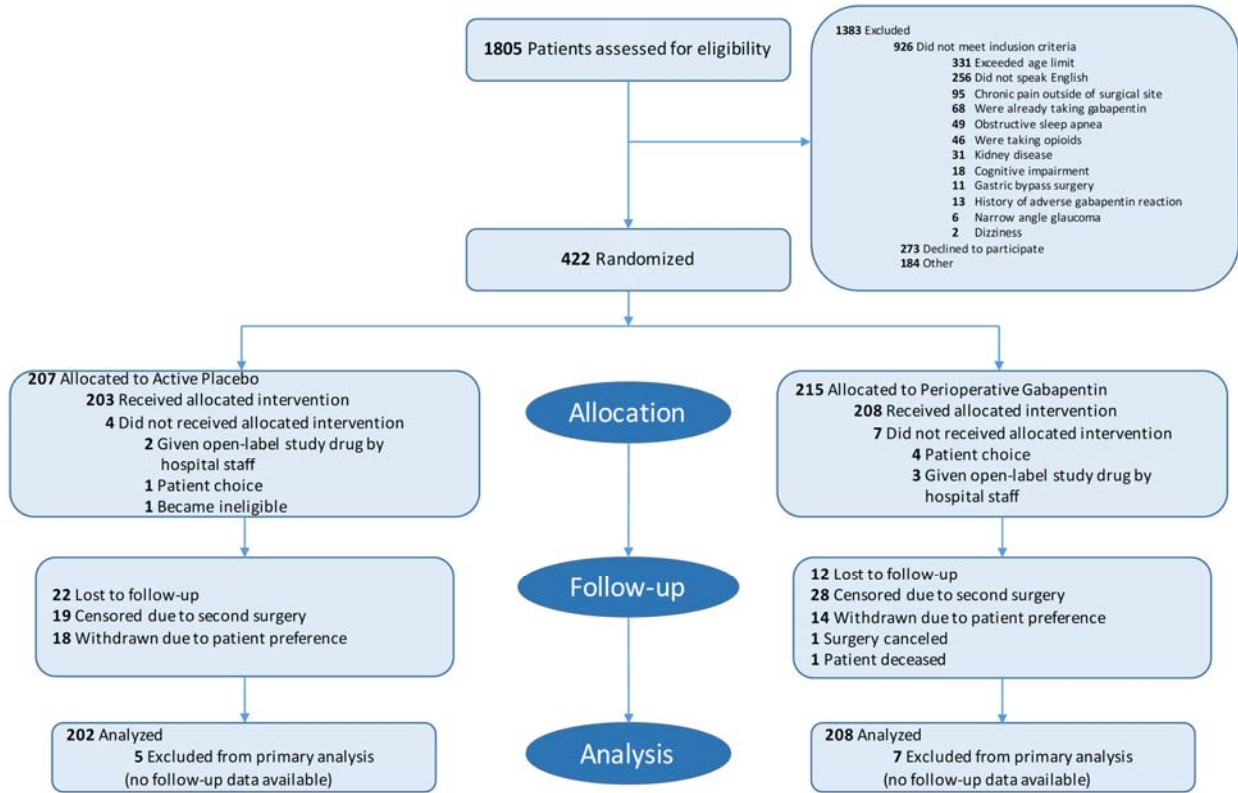 1805 Patients assessed for eligibility
1383 Excluded
926 Did not meet inclusion criteria
331 Exceeded age limit
256 Did not speak English
95 Chronic pain outside of surgical site
68 Were already taking gabapentin
49 Obstructive sleep apnea
46 Were taking opioids
31 Kidney disease
18 Cognitive impairment
11 Gastric bypass surgery
13 History of adverse gabapentin reaction
6 Narrow angle glaucoma
2 Dizziness
273 Declined to participate
184 Other
422 Randomized
207 Allocated to Active Placebo
203 Received allocated intervention
4 Did not received allocated intervention
2 Given open-label study drug by
hospital staff
1 Patient choice
1 Became ineligible
Allocation
215 Allocated to Perioperative Gabapentin
208 Received allocated intervention
7 Did not received allocated intervention
4 Patient choice
3 Given open-label study drug by
hospital staff
22 Lost to follow-up
19 Censored due to second surgery
18 Withdrawn due to patient preference
Follow-up
12 Lost to follow-up
28 Censored due to second surgery
14 Withdrawn due to patient preference
1 Surgery canceled
1 Patient deceased
202 Analyzed
5 Excluded from primary analysis
(no follow-up data available)
Analysis
208 Analyzed
7 Excluded from primary analysis
(no follow-up data available)